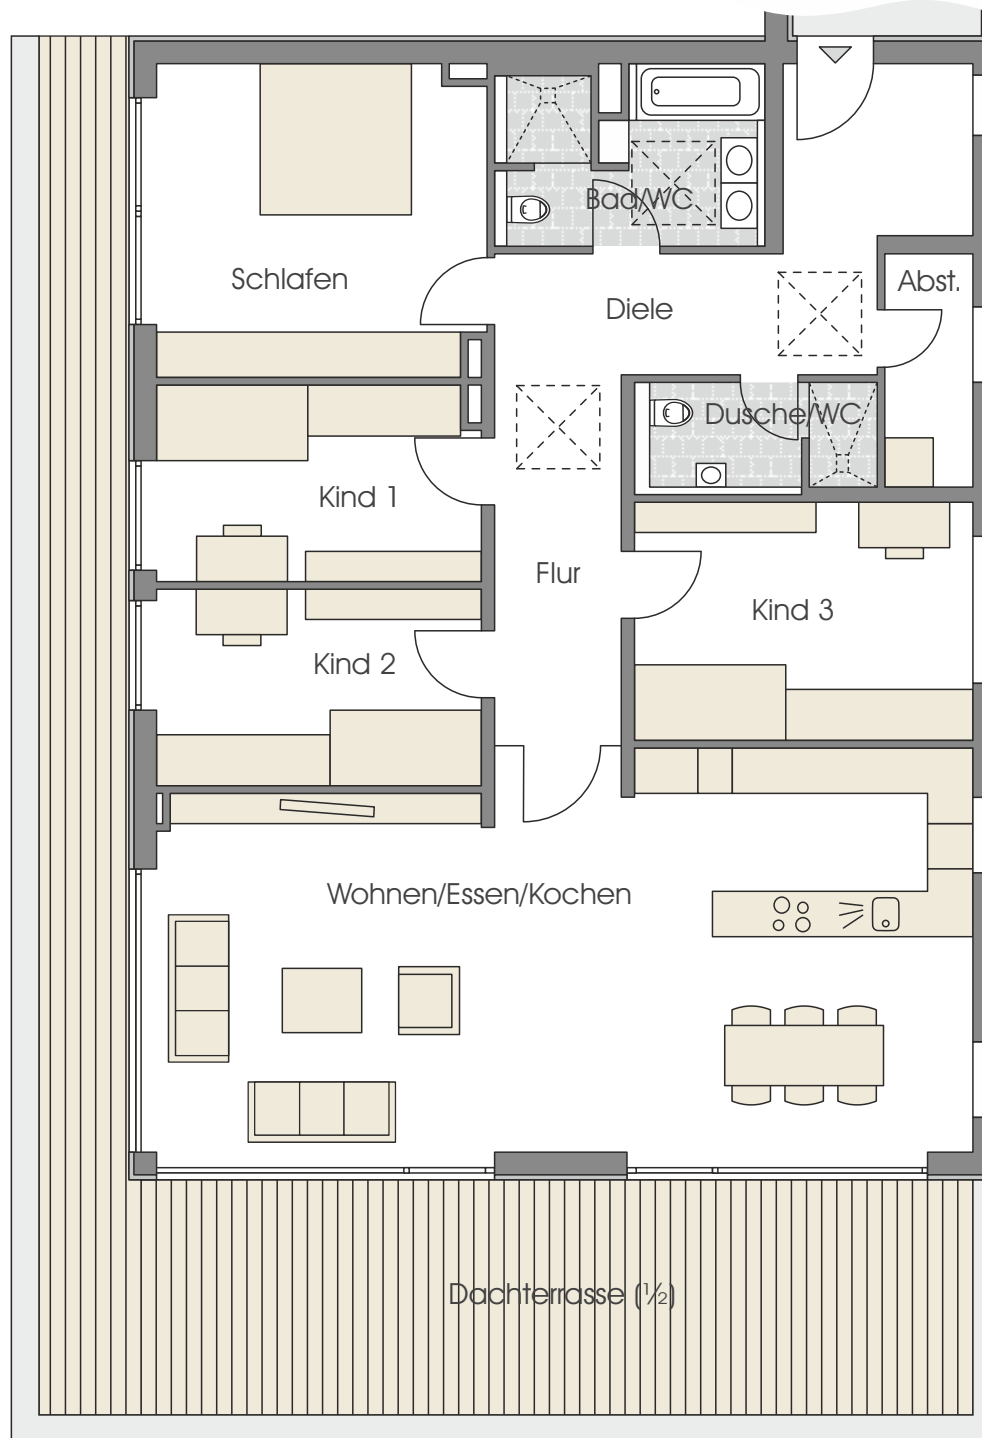 Bad/WC
Schlafen
Abst.
Diele
Dusche/WC
Kind 1
Flur
Kind 3
Kind 2
Wohnen/Essen/Kochen
Dachterrasse (½)